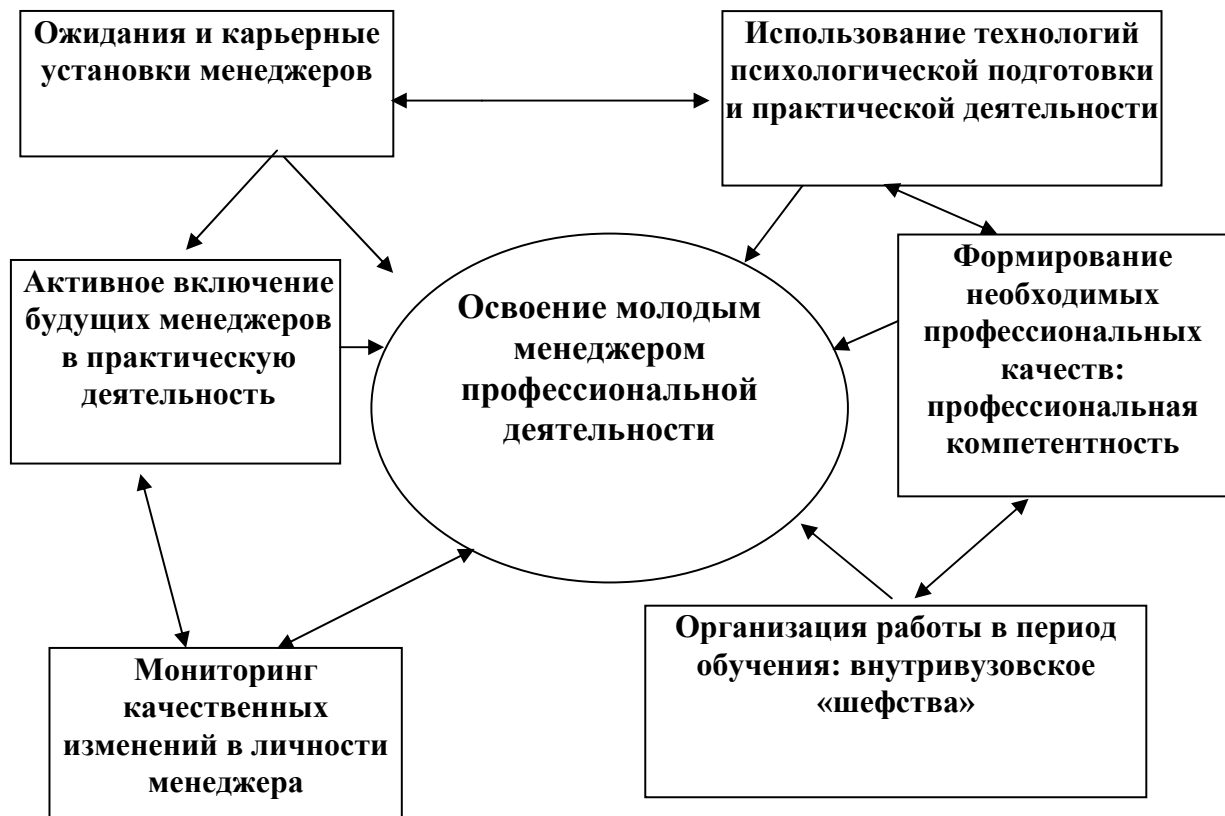 Ожидания и карьерные
установки менеджеров
Использование технологий
психологической подготовки
и практической деятельности
Активное включение
будущих менеджеров
в практическую
деятельность
Освоение молодым
менеджером
профессиональной
деятельности
Формирование
необходимых
профессиональных
качеств:
профессиональная
компетентность
Мониторинг
качественных
изменений в личности
менеджера
Организация работы в период
обучения: внутривузовское
«шефства»